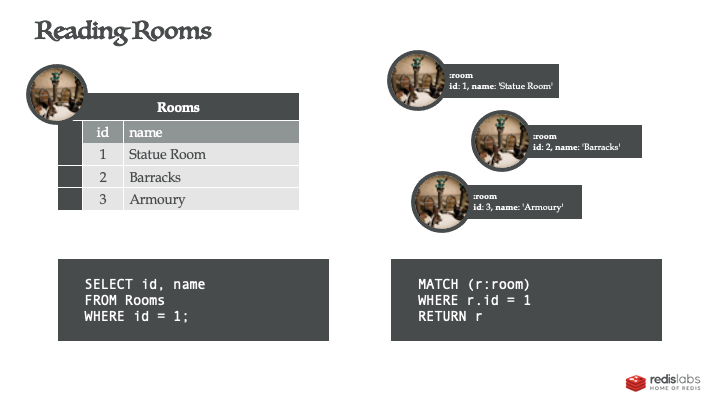 Reading Rooms
Rooms
id name
1 Statue Room
2 Barracks
3 Armoury
:room
id: 1, name: 'Statue Room'
:room
id: 2, name: 'Barracks'
:room
id: 3, name: 'Armoury'
SELECT id, name
FROM Rooms
WHERE id = 1;
MATCH (r:room)
WHERE r.id = 1
RETURN r
redislabs
HOME OF REDIS